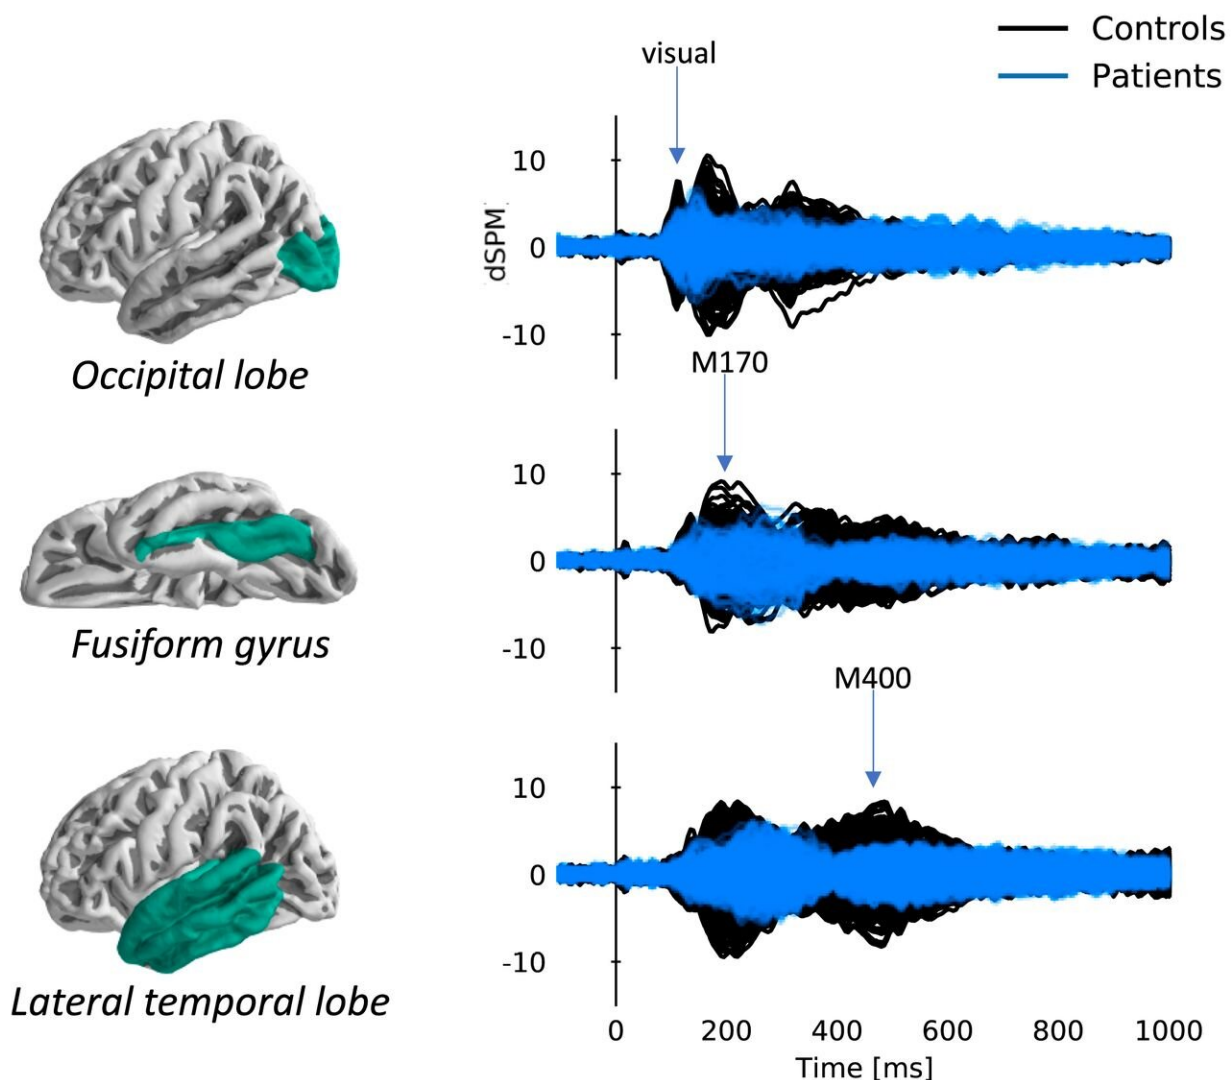 Controls
Patients
visual
10
0
-10
dSPM
Occipital lobe
M170
10
0
-10
Fusiform gyrus
M400
10
0
-10
Lateral temporal lobe
0 200 400 600 800 1000
Time [ms]